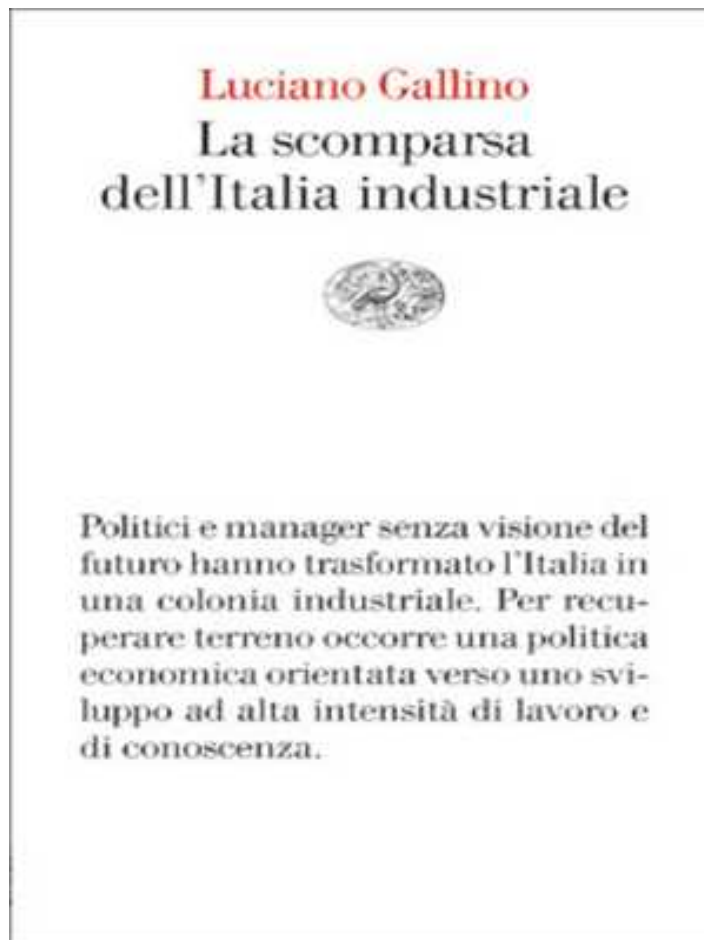 Luciano Gallino
La scomparsa
dell'Italia industriale
Politici e manager senza visione del
futuro hanno trasformato l'Italia in
una colonia industriale. Per recu-
perare terreno occorre una politica
economica orientata verso uno svi-
luppo ad alta intensità di lavoro e
di conoscenza.